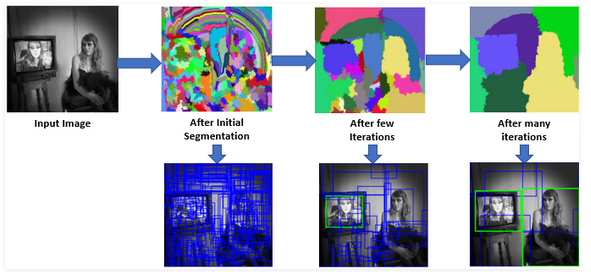 Input Image
After Initial
Segmentation
After few
Iterations
After many
iterations